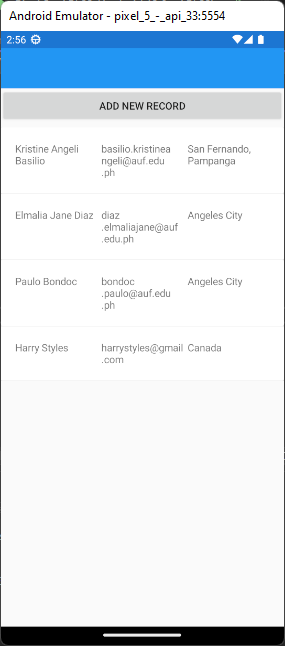 Android Emulator - pixel_5_-_api_33:5554
2:56
ADD NEW RECORD
Kristine Angeli
Basilio
basilio.kristinea
ngeli@auf.edu
.ph
San Fernando,
Pampanga
Elmalia Jane Diaz
diaz
.elmaliajane@auf
.edu.ph
Angeles City
Paulo Bondoc
bondoc
.paulo@auf.edu
.ph
Angeles City
Harry Styles
harrystyles@gmail
.com
Canada